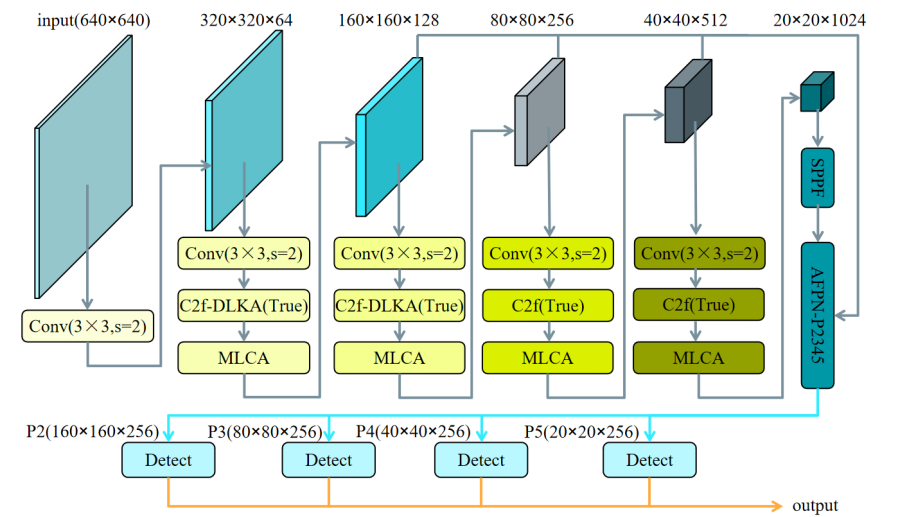 input(640×640)
320×320×64
160×160×128
80×80×256
40×40×512
20×20×1024
SPPF
Conv(3×3,s=2)
Conv(3×3,s=2)
Conv(3×3,s=2)
Conv(3×3,s=2)
C2f-DLKA(True)
C2f-DLKA(True)
C2f(True)
C2f(True)
AFPN-P2345
Conv(3×3,s=2)
MLCA
MLCA
MLCA
MLCA
P2(160×160×256)
P3(80×80×256)
P4(40×40×256)
P5(20×20×256)
Detect
Detect
Detect
Detect
output